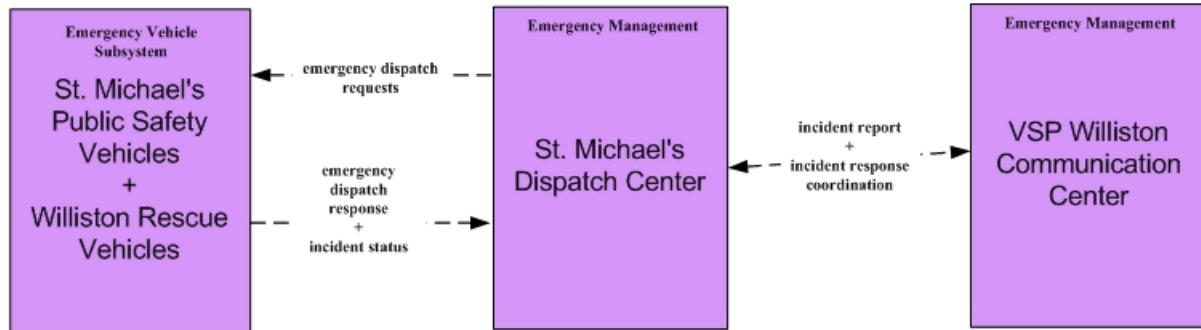 Emergency Vehicle
Subsystem
St. Michael's
Public Safety
Vehicles
+
Williston Rescue
Vehicles
emergency dispatch
requests
emergency
dispatch
response
+
incident status
Emergency Management
St. Michael's
Dispatch Center
incident report
+
incident response
coordination
Emergency Management
VSP Williston
Communication
Center